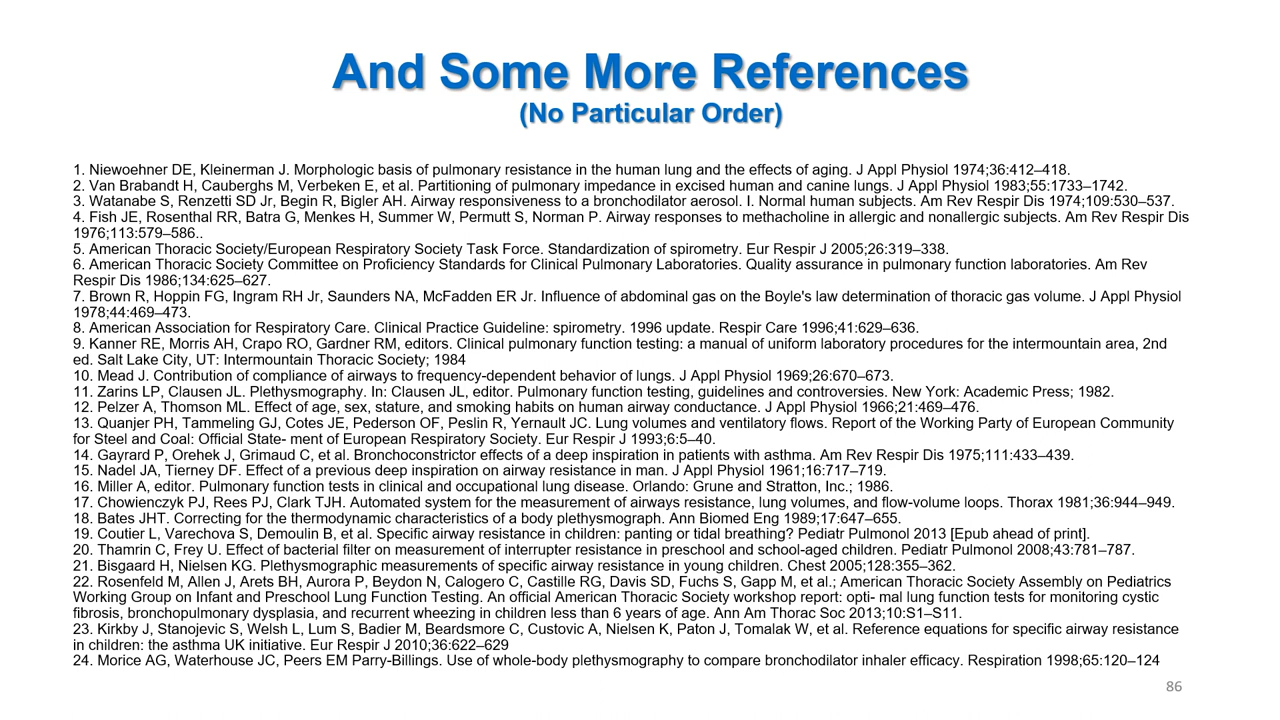 And Some More References
(No Particular Order)
1. Niewoehner DE, Kleinerman J. Morphologic basis of pulmonary resistance in the human lung and the effects of aging. J Appl Physiol 1974;36:412–418.
2. Van Brabandt H, Cauberghs M, Verbeken E, et al. Partitioning of pulmonary impedance in excised human and canine lungs. J Appl Physiol 1983;55:1733–1742.
3. Watanabe S, Renzetti SD Jr, Begin R, Bigler AH. Airway responsiveness to a bronchodilator aerosol. I. Normal human subjects. Am Rev Respir Dis 1974;109:530–537.
4. Fish JE, Rosenthal RR, Batra G, Menkes H, Summer W, Permutt S, Norman P. Airway responses to methacholine in allergic and nonallergic subjects. Am Rev Respir Dis
1976;113:579–586..
5. American Thoracic Society/European Respiratory Society Task Force. Standardization of spirometry. Eur Respir J 2005;26:319–338.
6. American Thoracic Society Committee on Proficiency Standards for Clinical Pulmonary Laboratories. Quality assurance in pulmonary function laboratories. Am Rev
Respir Dis 1986;134:625–627.
7. Brown R, Hoppin FG, Ingram RH Jr, Saunders NA, McFadden ER Jr. Influence of abdominal gas on the Boyle's law determination of thoracic gas volume. J Appl Physiol
1978;44:469–473.
8. American Association for Respiratory Care. Clinical Practice Guideline: spirometry. 1996 update. Respir Care 1996;41:629–636.
9. Kanner RE, Morris AH, Crapo RO, Gardner RM, editors. Clinical pulmonary function testing: a manual of uniform laboratory procedures for the intermountain area, 2nd
ed. Salt Lake City, UT: Intermountain Thoracic Society; 1984
10. Mead J. Contribution of compliance of airways to frequency-dependent behavior of lungs. J Appl Physiol 1969;26:670–673.
11. Zarins LP, Clausen JL. Plethysmography. In: Clausen JL, editor. Pulmonary function testing, guidelines and controversies. New York: Academic Press; 1982.
12. Pelzer A, Thomson ML. Effect of age, sex, stature, and smoking habits on human airway conductance. J Appl Physiol 1966;21:469–476.
13. Quanjer PH, Tammeling GJ, Cotes JE, Pederson OF, Peslin R, Yernault JC. Lung volumes and ventilatory flows. Report of the Working Party of European Community
for Steel and Coal: Official State- ment of European Respiratory Society. Eur Respir J 1993;6:5–40.
14. Gayrard P, Orehek J, Grimaud C, et al. Bronchoconstrictor effects of a deep inspiration in patients with asthma. Am Rev Respir Dis 1975;111:433–439.
15. Nadel JA, Tierney DF. Effect of a previous deep inspiration on airway resistance in man. J Appl Physiol 1961;16:717–719.
16. Miller A, editor. Pulmonary function tests in clinical and occupational lung disease. Orlando: Grune and Stratton, Inc.; 1986.
17. Chowienczyk PJ, Rees PJ, Clark TJH. Automated system for the measurement of airways resistance, lung volumes, and flow-volume loops. Thorax 1981;36:944–949.
18. Bates JHT. Correcting for the thermodynamic characteristics of a body plethysmograph. Ann Biomed Eng 1989;17:647–655.
19. Coutier L, Varechova S, Demoulin B, et al. Specific airway resistance in children: panting or tidal breathing? Pediatr Pulmonol 2013 [Epub ahead of print].
20. Thamrin C, Frey U. Effect of bacterial filter on measurement of interrupter resistance in preschool and school-aged children. Pediatr Pulmonol 2008;43:781–787.
21. Bisgaard H, Nielsen KG. Plethysmographic measurements of specific airway resistance in young children. Chest 2005;128:355–362.
22. Rosenfeld M, Allen J, Arets BH, Aurora P, Beydon N, Calogero C, Castille RG, Davis SD, Fuchs S, Gapp M, et al.; American Thoracic Society Assembly on Pediatrics
Working Group on Infant and Preschool Lung Function Testing. An official American Thoracic Society workshop report: opti- mal lung function tests for monitoring cystic
fibrosis, bronchopulmonary dysplasia, and recurrent wheezing in children less than 6 years of age. Ann Am Thorac Soc 2013;10:S1–S11.
23. Kirkby J, Stanojevic S, Welsh L, Lum S, Badier M, Beardsmore C, Custovic A, Nielsen K, Paton J, Tomalak W, et al. Reference equations for specific airway resistance
in children: the asthma UK initiative. Eur Respir J 2010;36:622–629
24. Morice AG, Waterhouse JC, Peers EM Parry-Billings. Use of whole-body plethysmography to compare bronchodilator inhaler efficacy. Respiration 1998;65:120–124
86